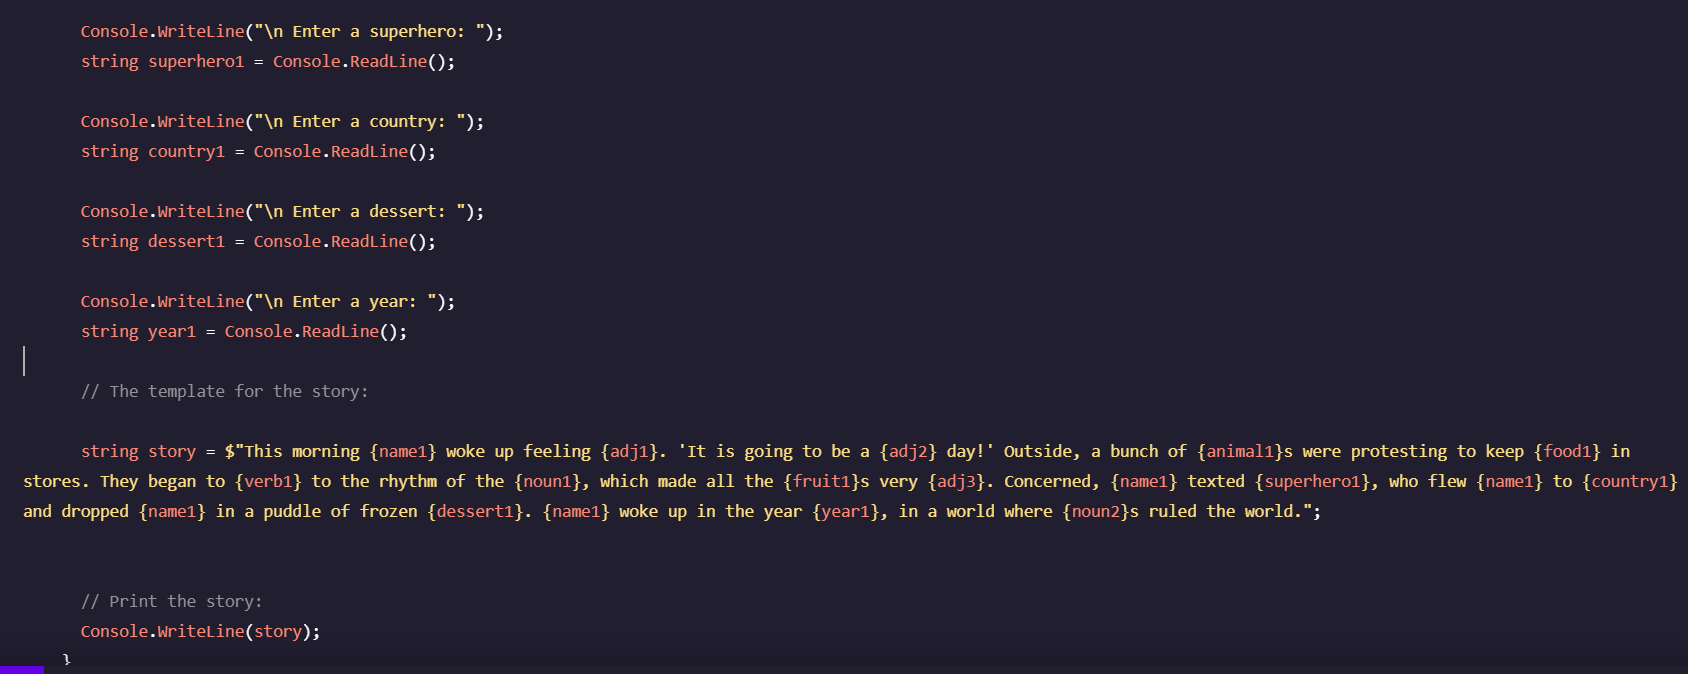 Console.WriteLine("\n Enter a superhero: ");
string superhero1 = Console.ReadLine();
Console.WriteLine("\n Enter a country: ");
string country1 = Console.ReadLine();
Console.WriteLine("\n Enter a dessert: ");
string dessert1 = Console.ReadLine();
Console.WriteLine("\n Enter a year: ");
string year1 = Console.ReadLine();
// The template for the story:
string story = $"This morning {name1} woke up feeling {adj1}. 'It is going to be a {adj2} day!' Outside, a bunch of {animal1}s were protesting to keep {food1} in
stores. They began to {verb1} to the rhythm of the {noun1}, which made all the {fruit1}s very {adj3}. Concerned, {name1} texted {superhero1}, who flew {name1} to {country1}
and dropped {name1} in a puddle of frozen {dessert1}. {name1} woke up in the year {year1}, in a world where {noun2}s ruled the world.";
// Print the story:
Console.WriteLine(story);
}